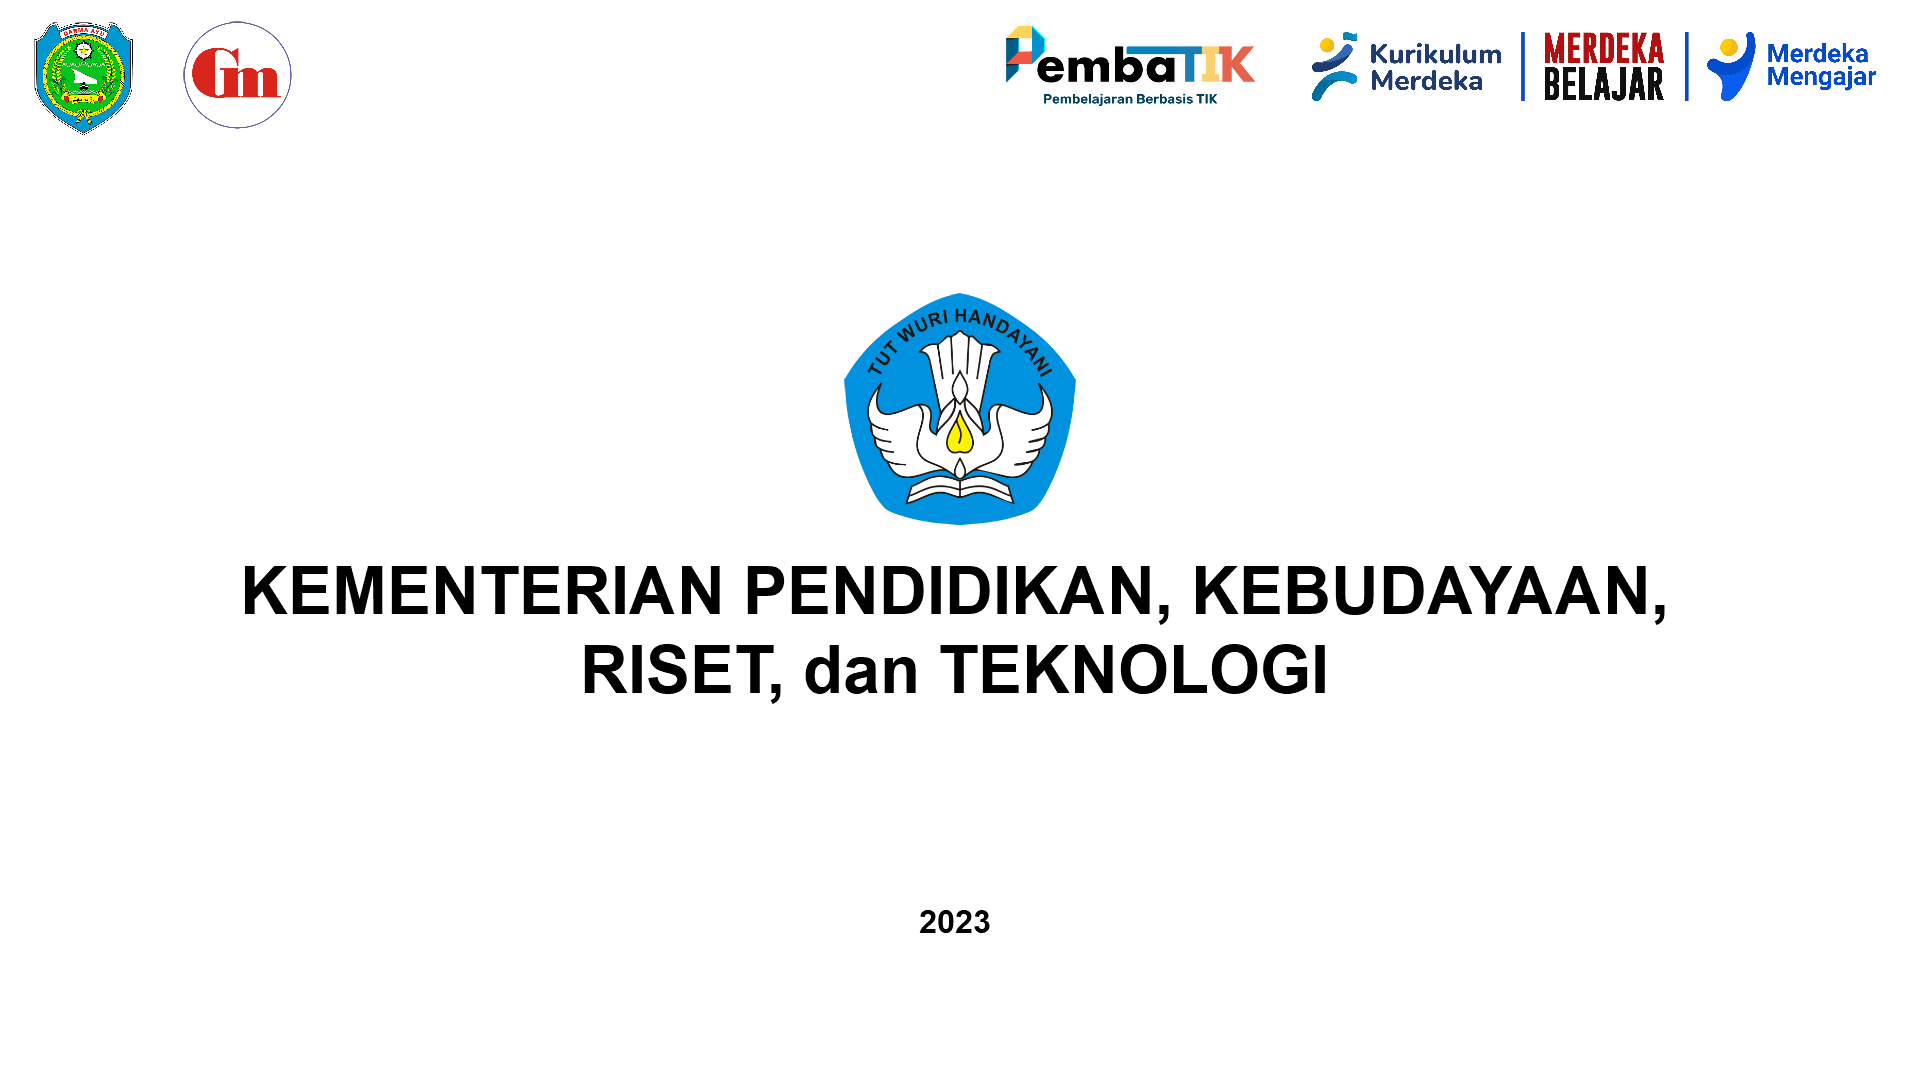 DARMA AYU
Gm
PembaTIK
Pembelajaran Berbasis TIK
Kurikulum
Merdeka
MERDEKA
BELAJAR
Merdeka
Mengajar
TUT WURI HANDAYANI
KEMENTERIAN PENDIDIKAN, KEBUDAYAAN,
RISET, dan TEKNOLOGI
2023